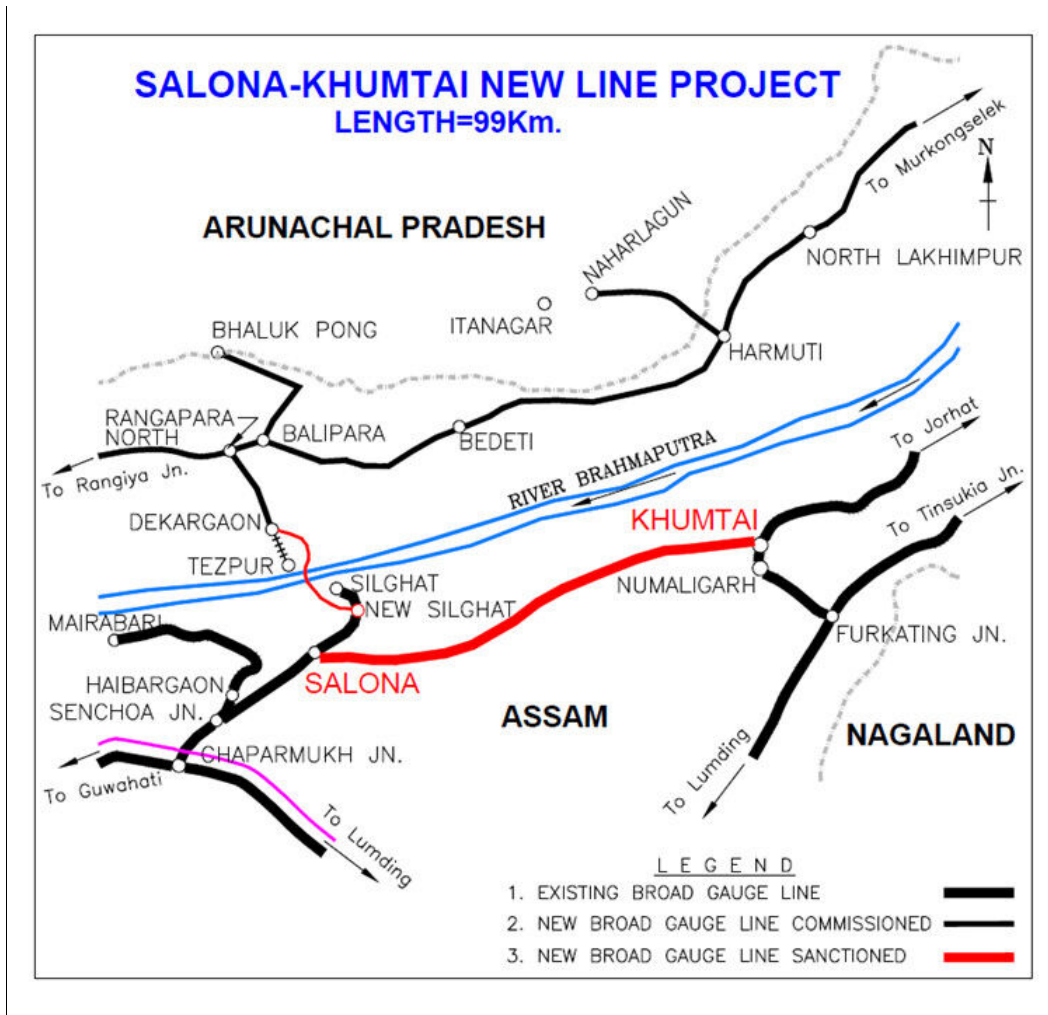 SALONA-KHUMTAI NEW LINE PROJECT
LENGTH=99Km.
To Murkongselek
N
ARUNACHAL PRADESH
NAHARLAGUN
NORTH LAKHIMPUR
ITANAGAR
BHALUK PONG
HARMUTI
RANGAPARA
NORTH
BALIPARA
BEDETI
To Rangiya Jn.
To Jorhat
RIVER BRAHMAPUTRA
To Tinsukia Jn.
DEKARGAON
KHUMTAI
TEZPUR
SILGHAT
NUMALIGARH
NEW SILGHAT
MAIRABARI
FURKATING JN.
HAIBARGAON
SALONA
SENCHOA JN.
ASSAM
NAGALAND
CHAPARMUKH JN.
To Guwahati
To Lumding
To Lumding
LEGEND
1. EXISTING BROAD GAUGE LINE
2. NEW BROAD GAUGE LINE COMMISSIONED
3. NEW BROAD GAUGE LINE SANCTIONED